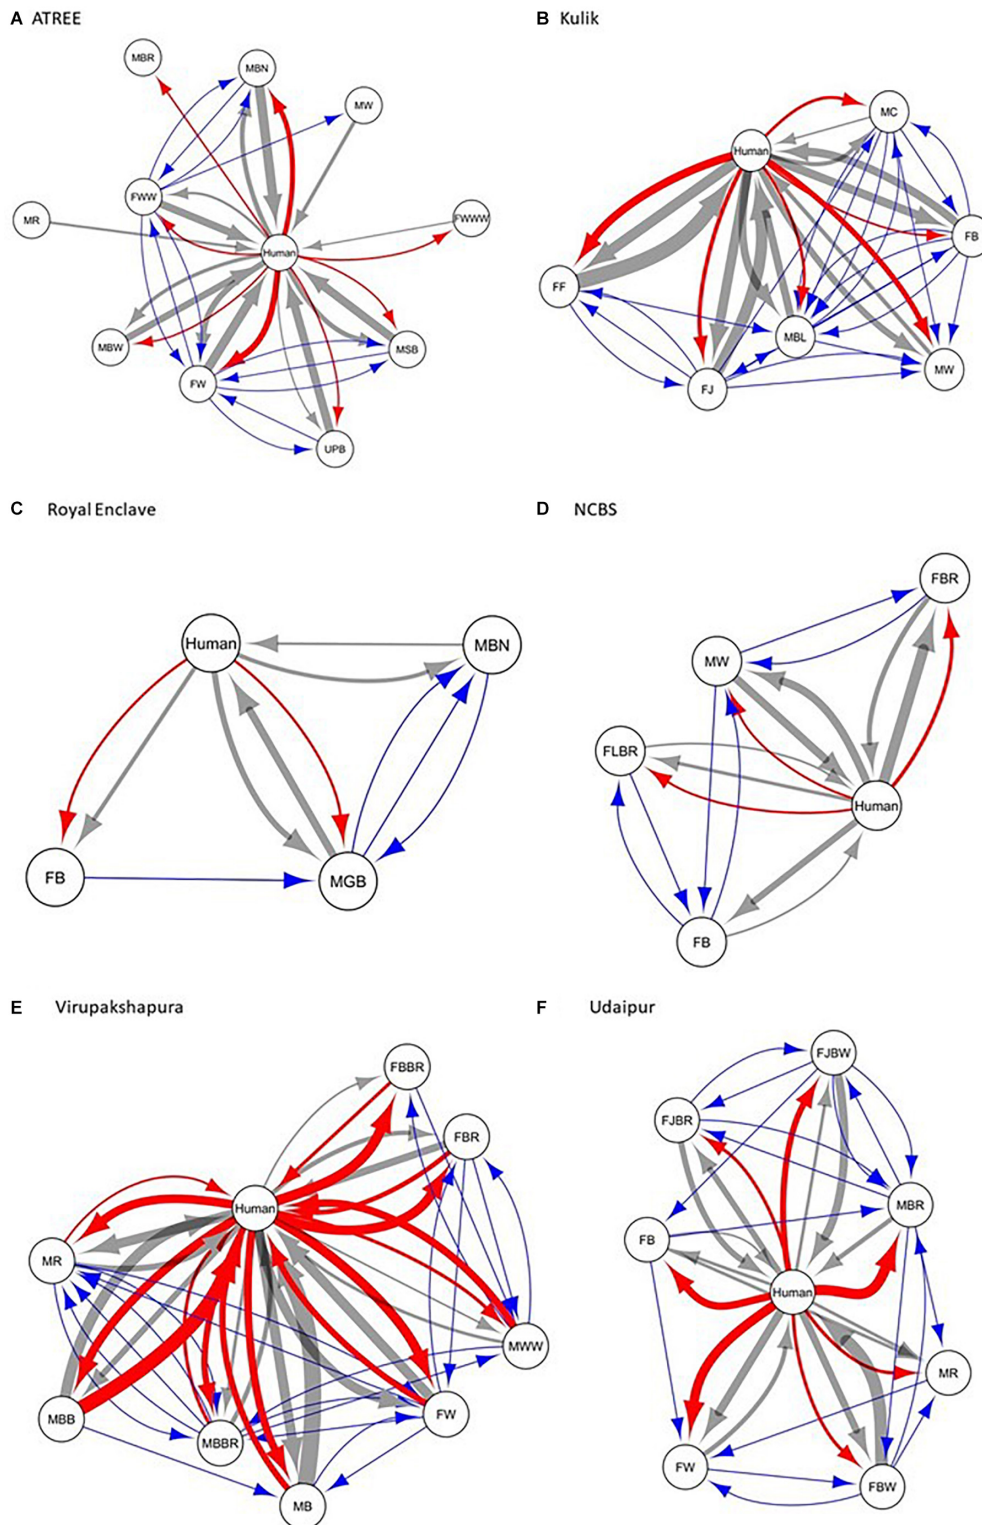 A ATREE
B Kulik
MBR
MBN
MW
FWW
MR
FWWW
Human
MBW
MSB
FW
UPB
MC
Human
FB
FF
MBL
MW
FJ
C Royal Enclave
D NCBS
Human
MBN
FB
MGB
FBR
MW
FLBR
Human
FB
E Virupakshapura
F Udaipur
FBBR
FBR
Human
MR
MWW
MBB
FW
MBBR
MB
FJBW
FJBR
MBR
FB
Human
MR
FW
FBW